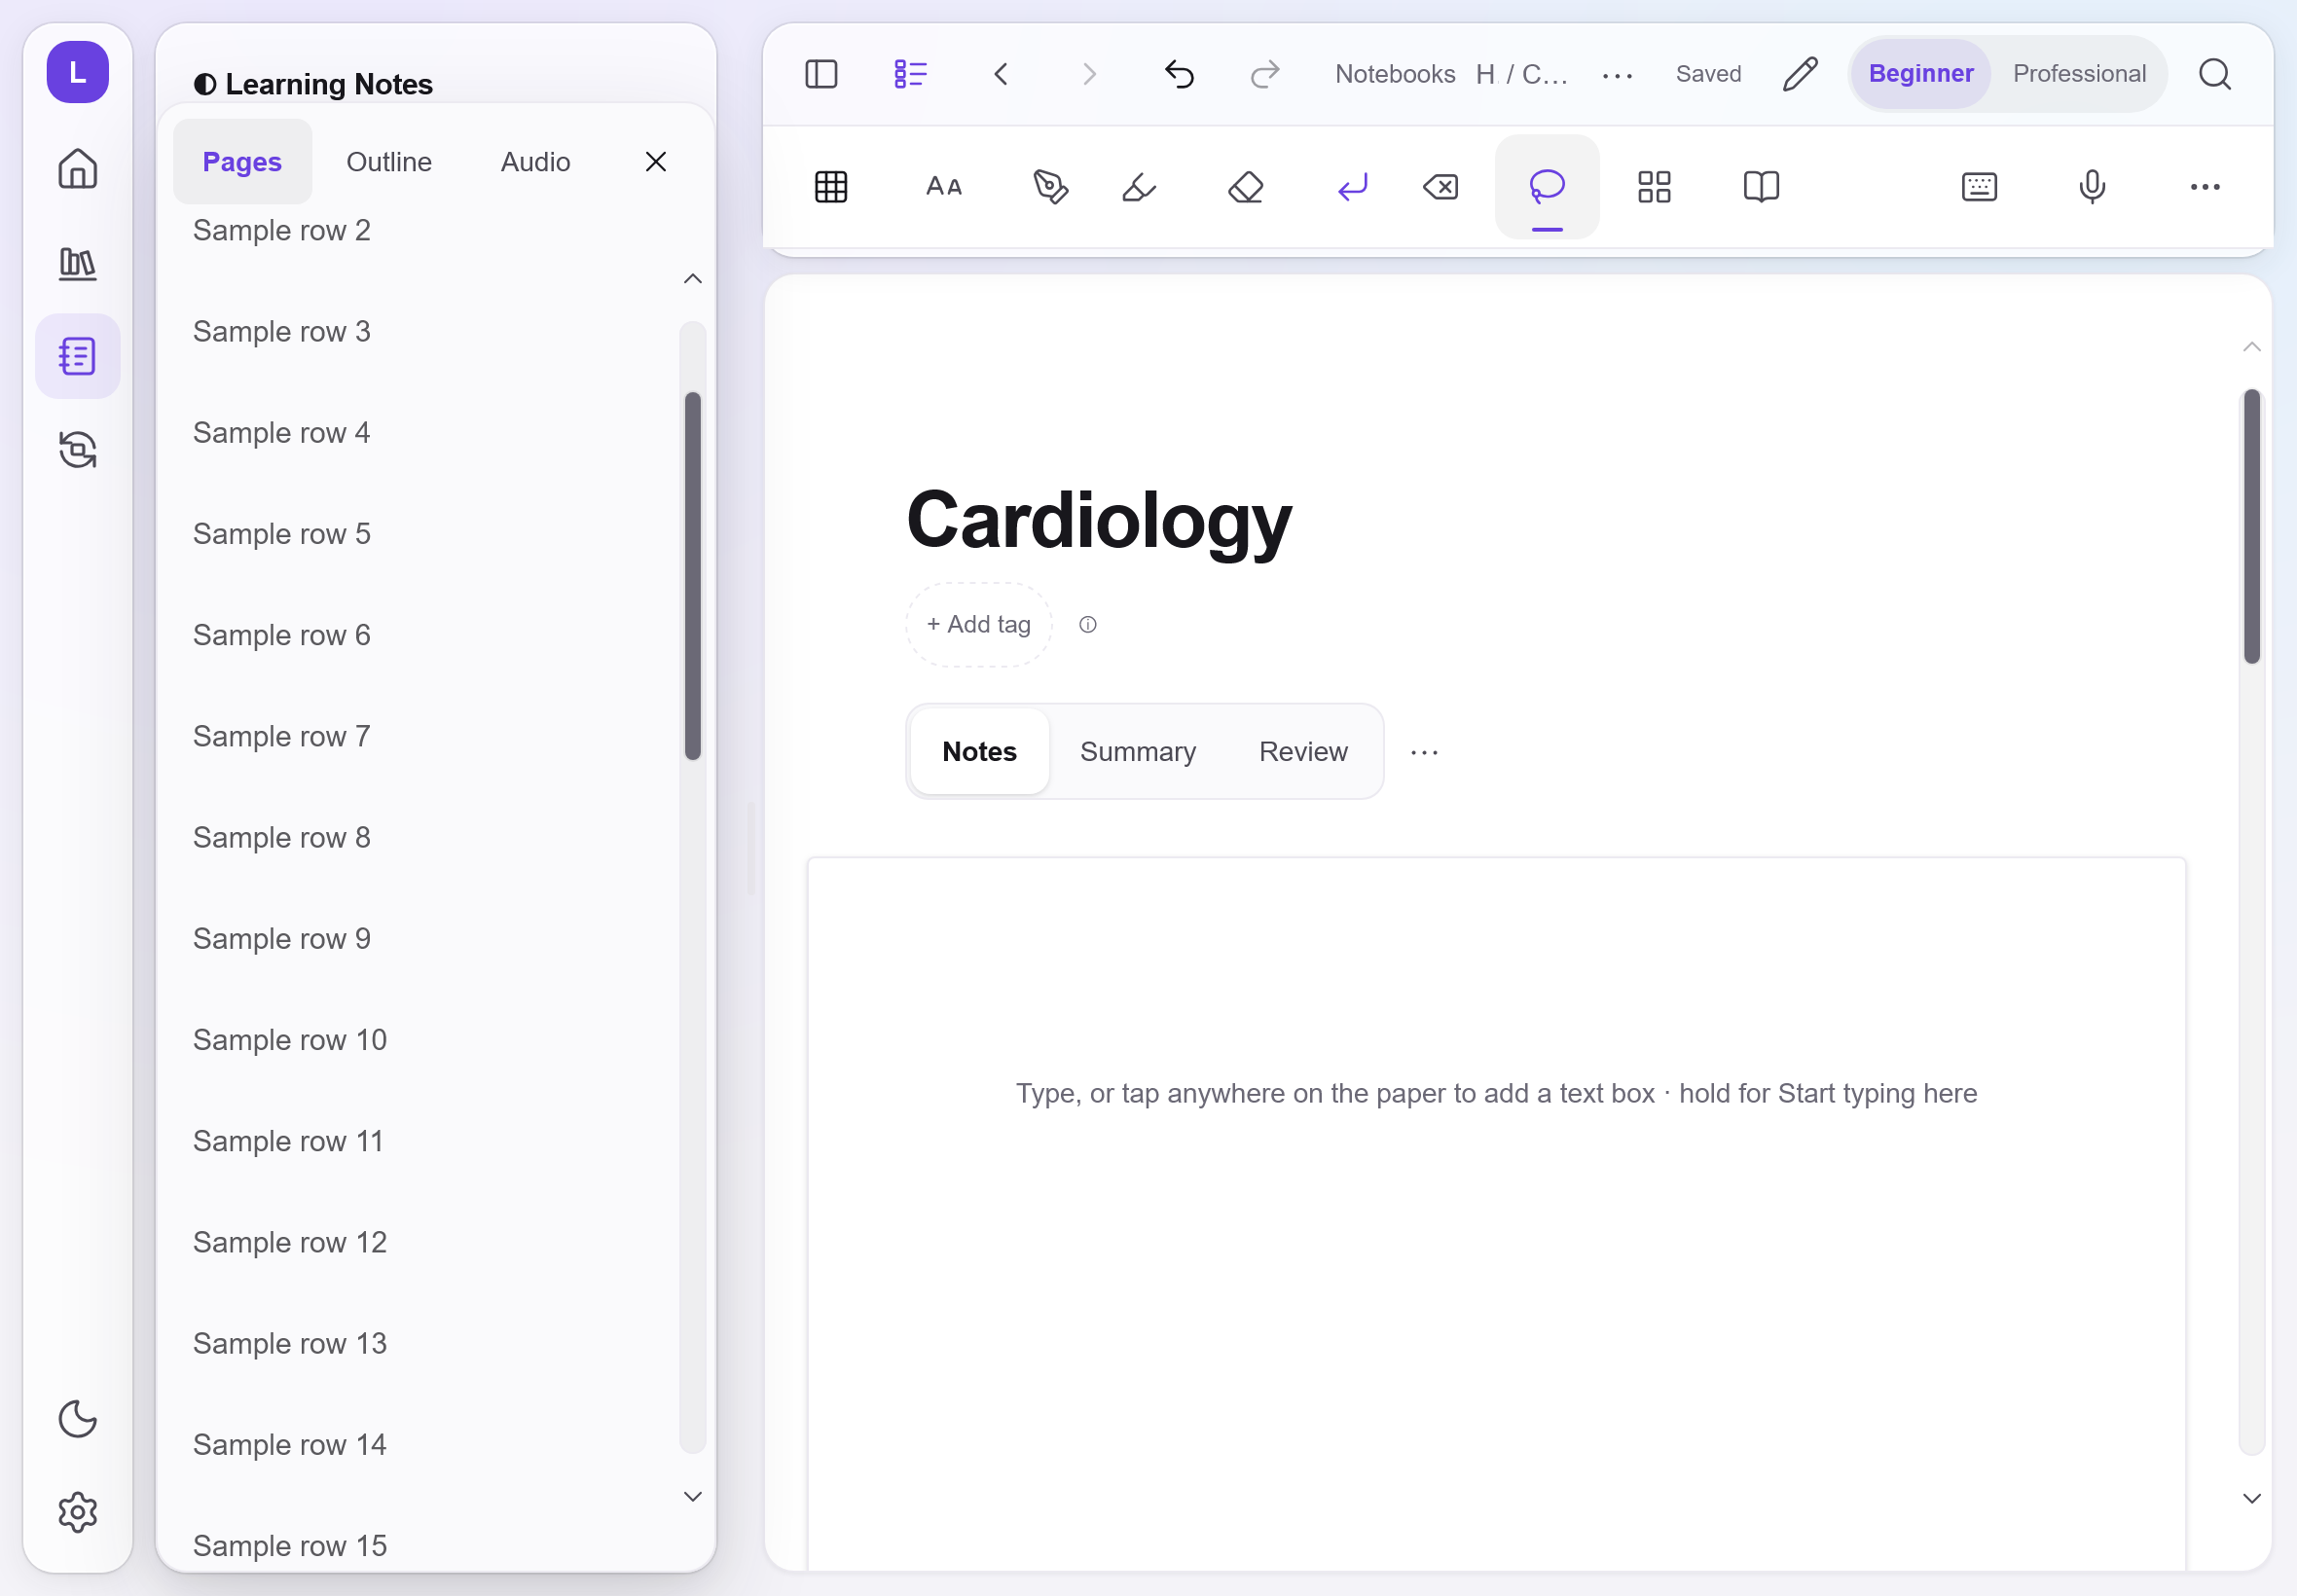 L
Learning Notes
Pages Outline Audio
Sample row 2
Sample row 3
Sample row 4
Sample row 5
Sample row 6
Sample row 7
Sample row 8
Sample row 9
Sample row 10
Sample row 11
Sample row 12
Sample row 13
Sample row 14
Sample row 15
Notebooks H / C... ... Saved Beginner Professional
AA
Cardiology
+ Add tag
Notes Summary Review ...
Type, or tap anywhere on the paper to add a text box · hold for Start typing here